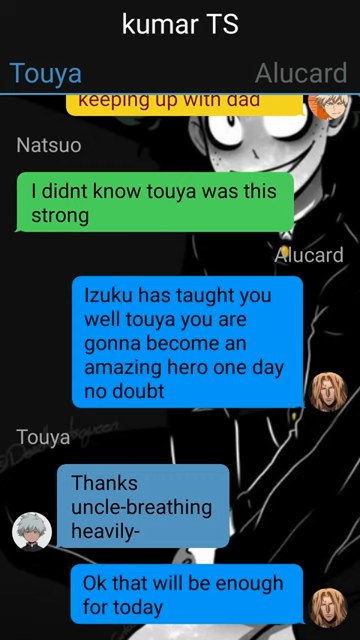 kumar TS
Touya
Alucard
keeping up with dad
Natsuo
I didnt know touya was this
strong
Alucard
Izuku has taught you
well touya you are
gonna become an
amazing hero one day
no doubt
Touya
Thanks
uncle-breathing
heavily-
Ok that will be enough
for today